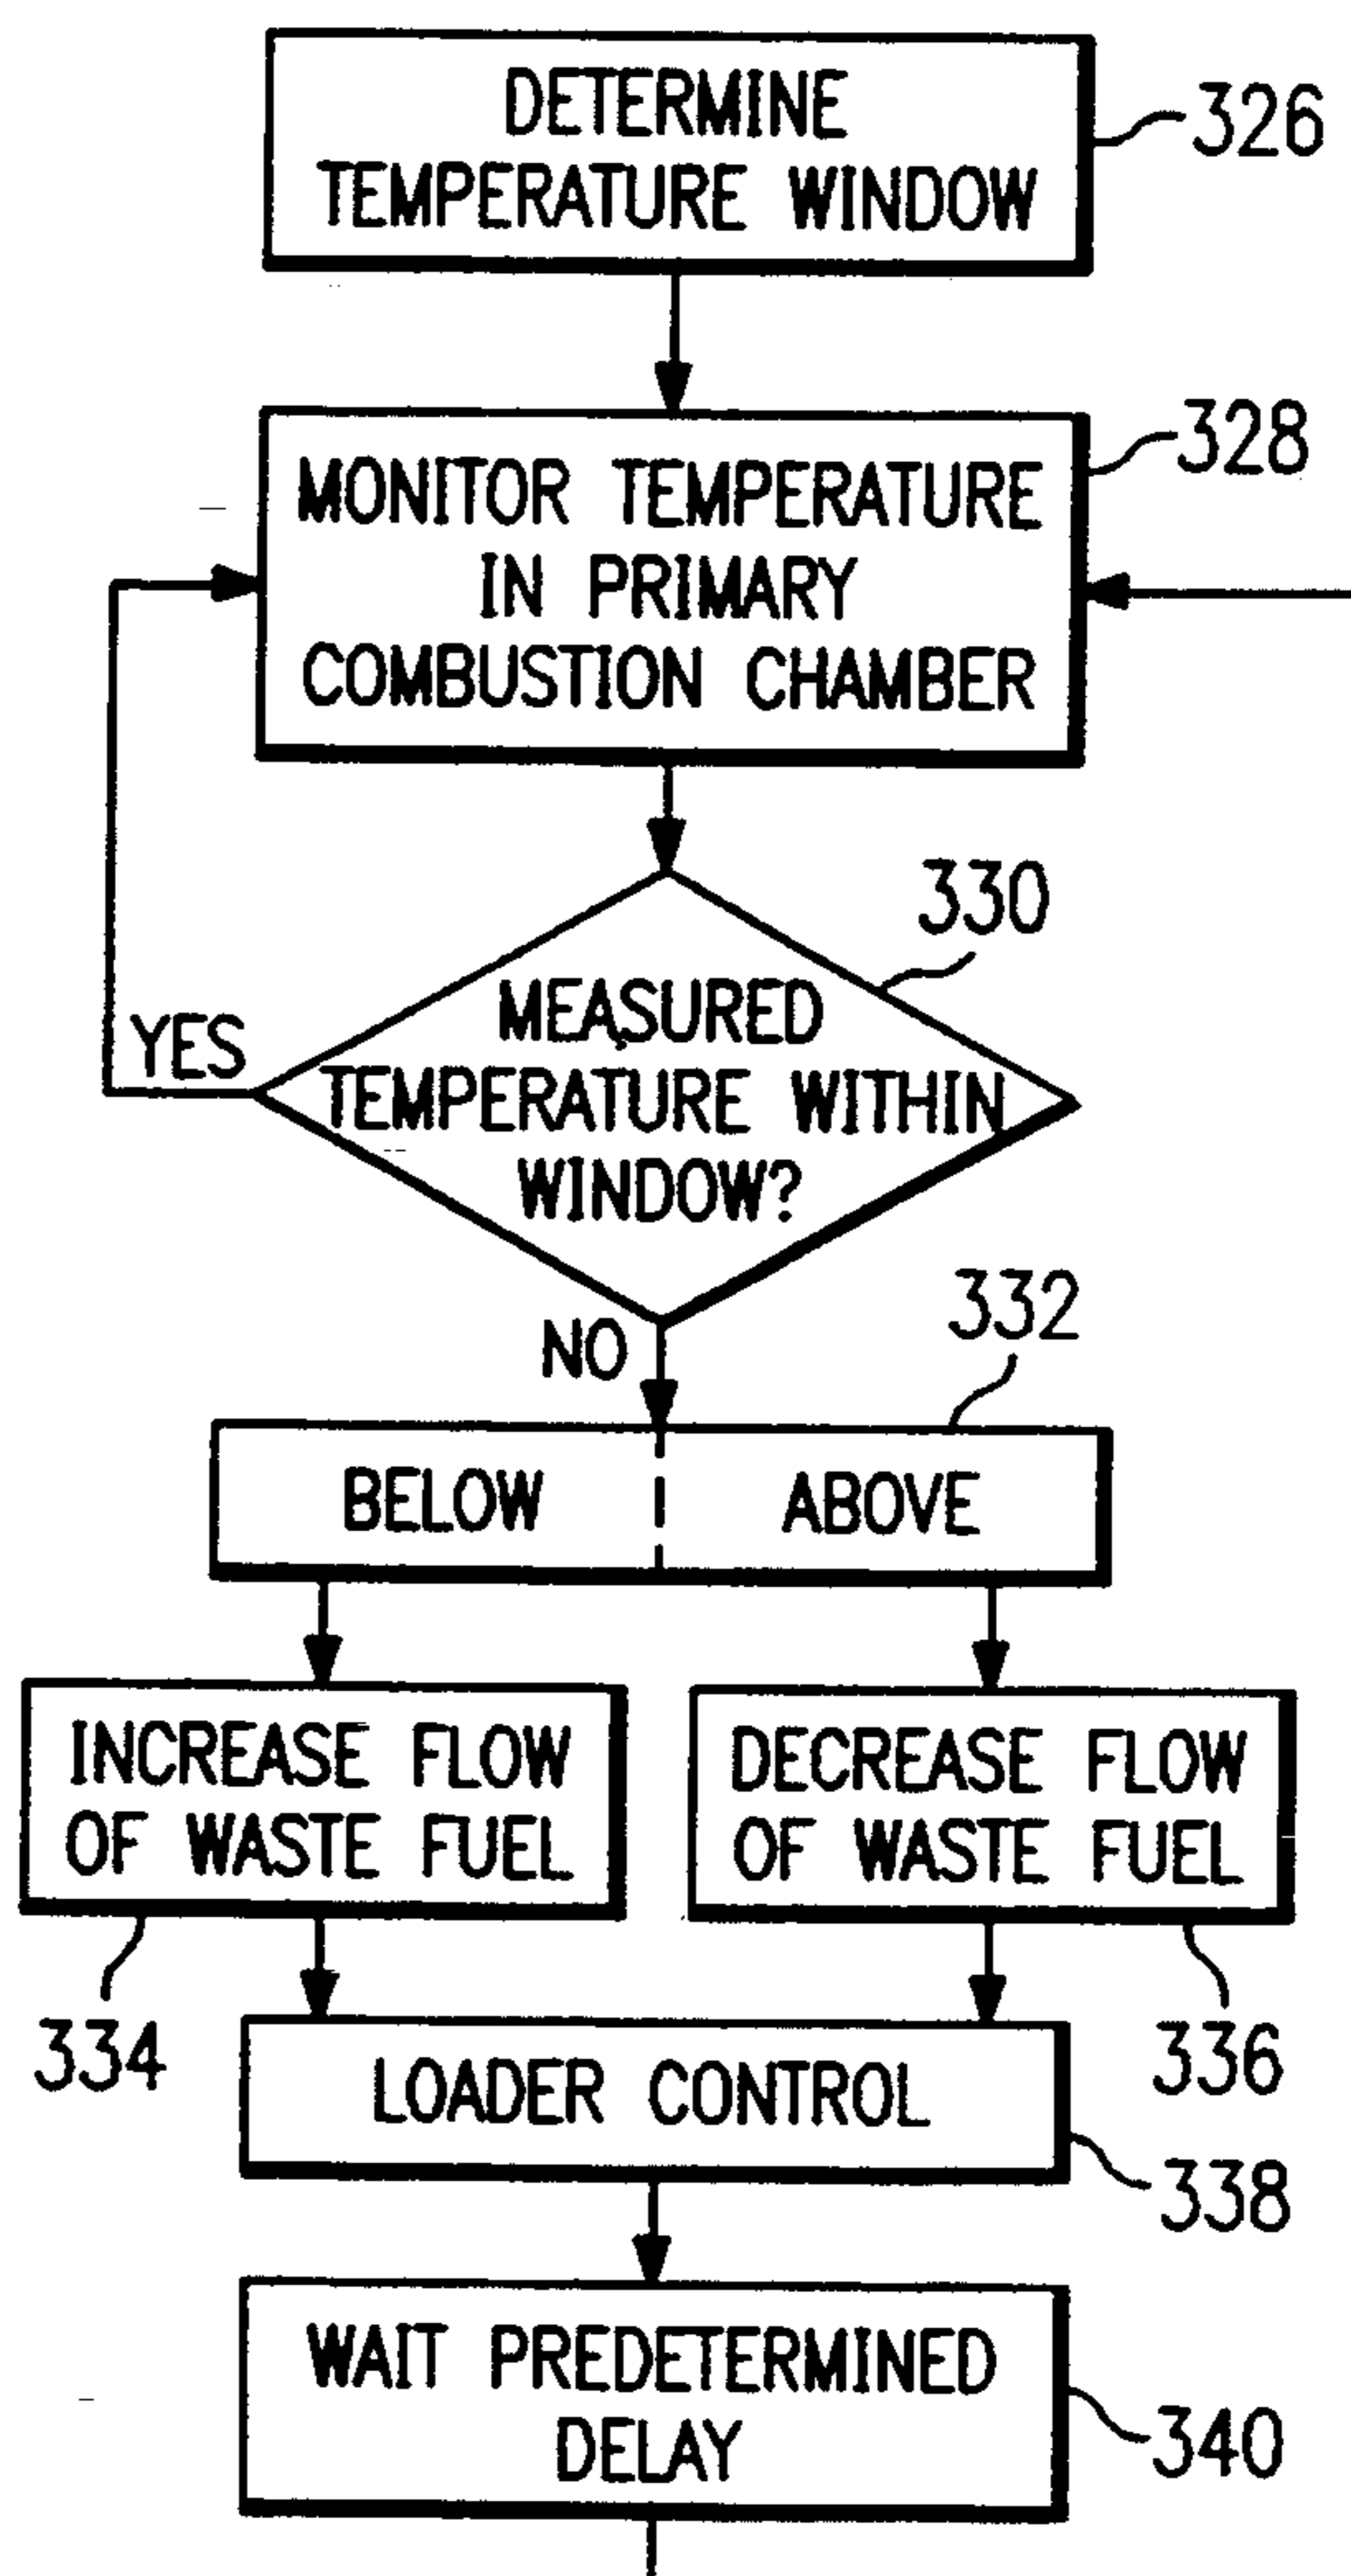 DETERMINE
TEMPERATURE WINDOW
326
MONITOR TEMPERATURE
IN PRIMARY
COMBUSTION CHAMBER
328
330
MEASURED
TEMPERATURE WITHIN
WINDOW?
YES
NO
332
BELOW
ABOVE
INCREASE FLOW
OF WASTE FUEL
DECREASE FLOW
OF WASTE FUEL
334
336
LOADER CONTROL
338
WAIT PREDETERMINED
DELAY
340